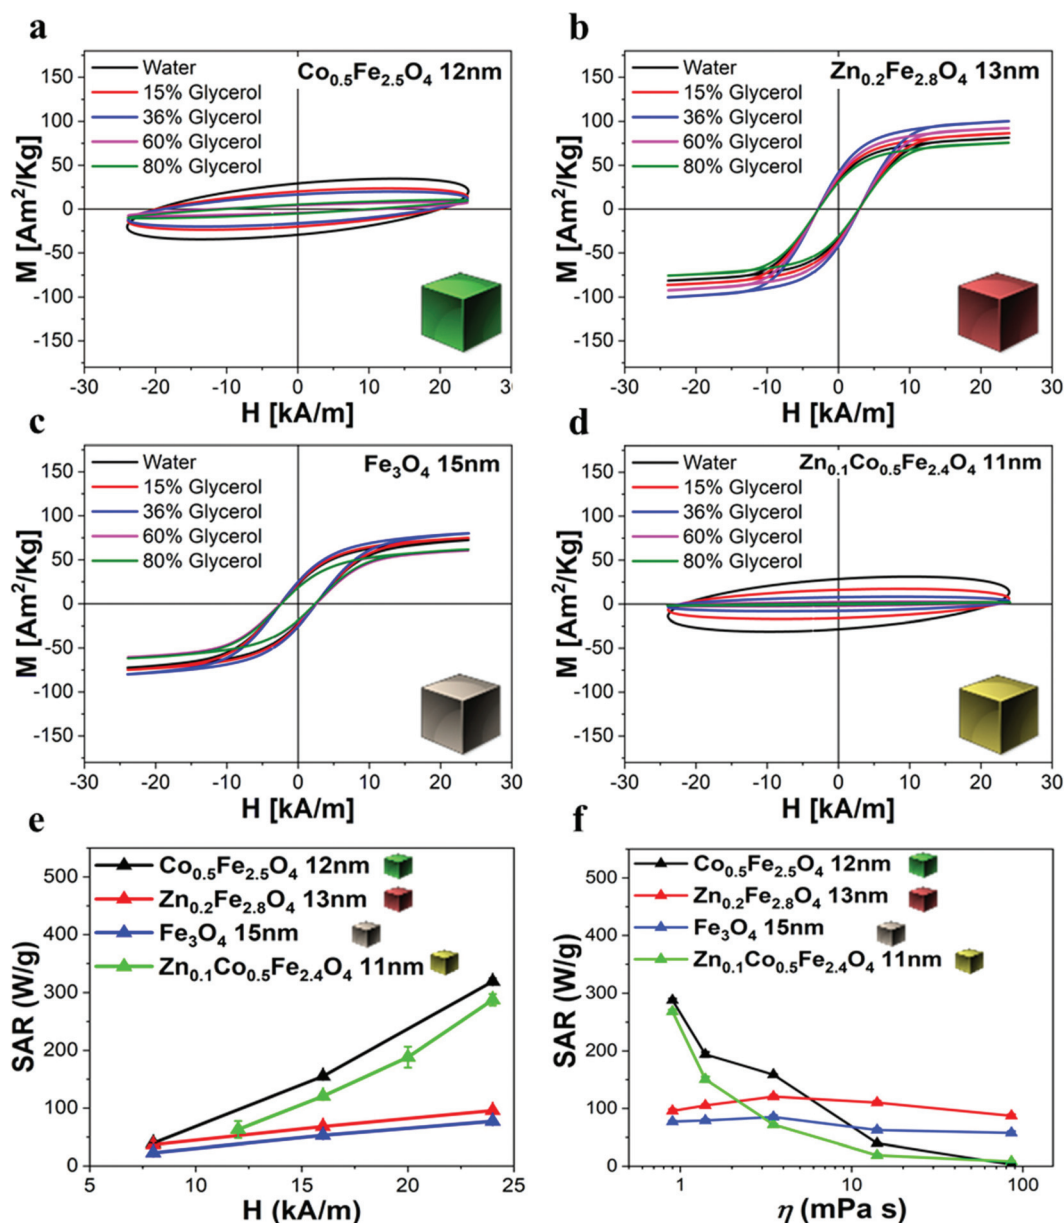 a
Water
15% Glycerol
36% Glycerol
60% Glycerol
80% Glycerol
Co0.5Fe2.5O4 12nm
150
100
50
0
-50
-100
-150
M [Am2/Kg]
-30 -20 -10 0 10 20 30
H [kA/m]
b
Water
15% Glycerol
36% Glycerol
60% Glycerol
80% Glycerol
Zn0.2Fe2.8O4 13nm
150
100
50
0
-50
-100
-150
M [Am2/Kg]
-30 -20 -10 0 10 20 30
H [kA/m]
c
Water
15% Glycerol
36% Glycerol
60% Glycerol
80% Glycerol
Fe3O4 15nm
150
100
50
0
-50
-100
-150
M [Am2/Kg]
-30 -20 -10 0 10 20 30
H [kA/m]
d
Water
15% Glycerol
36% Glycerol
60% Glycerol
80% Glycerol
Zn0.1Co0.5Fe2.4O4 11nm
150
100
50
0
-50
-100
-150
M [Am2/Kg]
-30 -20 -10 0 10 20 30
H [kA/m]
e
Co0.5Fe2.5O4 12nm
Zn0.2Fe2.8O4 13nm
Fe3O4 15nm
Zn0.1Co0.5Fe2.4O4 11nm
500
400
300
200
100
0
SAR (W/g)
5 10 15 20 25
H (kA/m)
f
Co0.5Fe2.5O4 12nm
Zn0.2Fe2.8O4 13nm
Fe3O4 15nm
Zn0.1Co0.5Fe2.4O4 11nm
500
400
300
200
100
0
SAR (W/g)
1 10 100
η (mPa s)